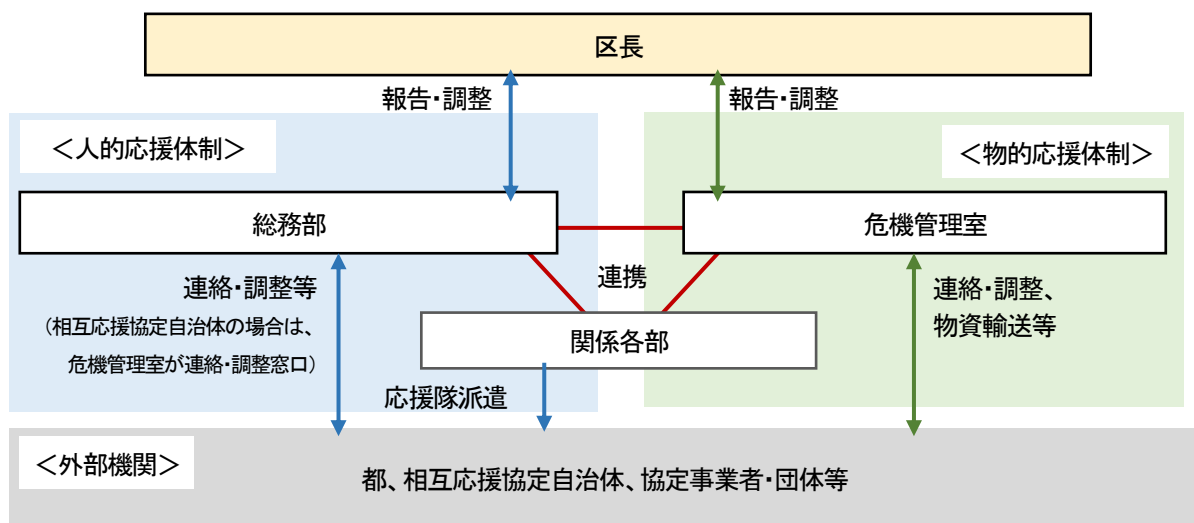 区長
報告・調整
報告・調整
＜人的応援体制＞
＜物的応援体制＞
総務部
危機管理室
連絡・調整等
（相互応援協定自治体の場合は、
危機管理室が連絡・調整窓口）
連携
連絡・調整、
物資輸送等
関係各部
応援隊派遣
＜外部機関＞
都、相互応援協定自治体、協定事業者・団体等